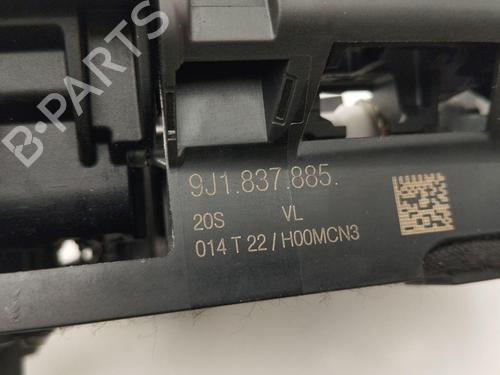 B-PARTS
9J1.837.885.
20S VL
014 T 22 / H00MCN3